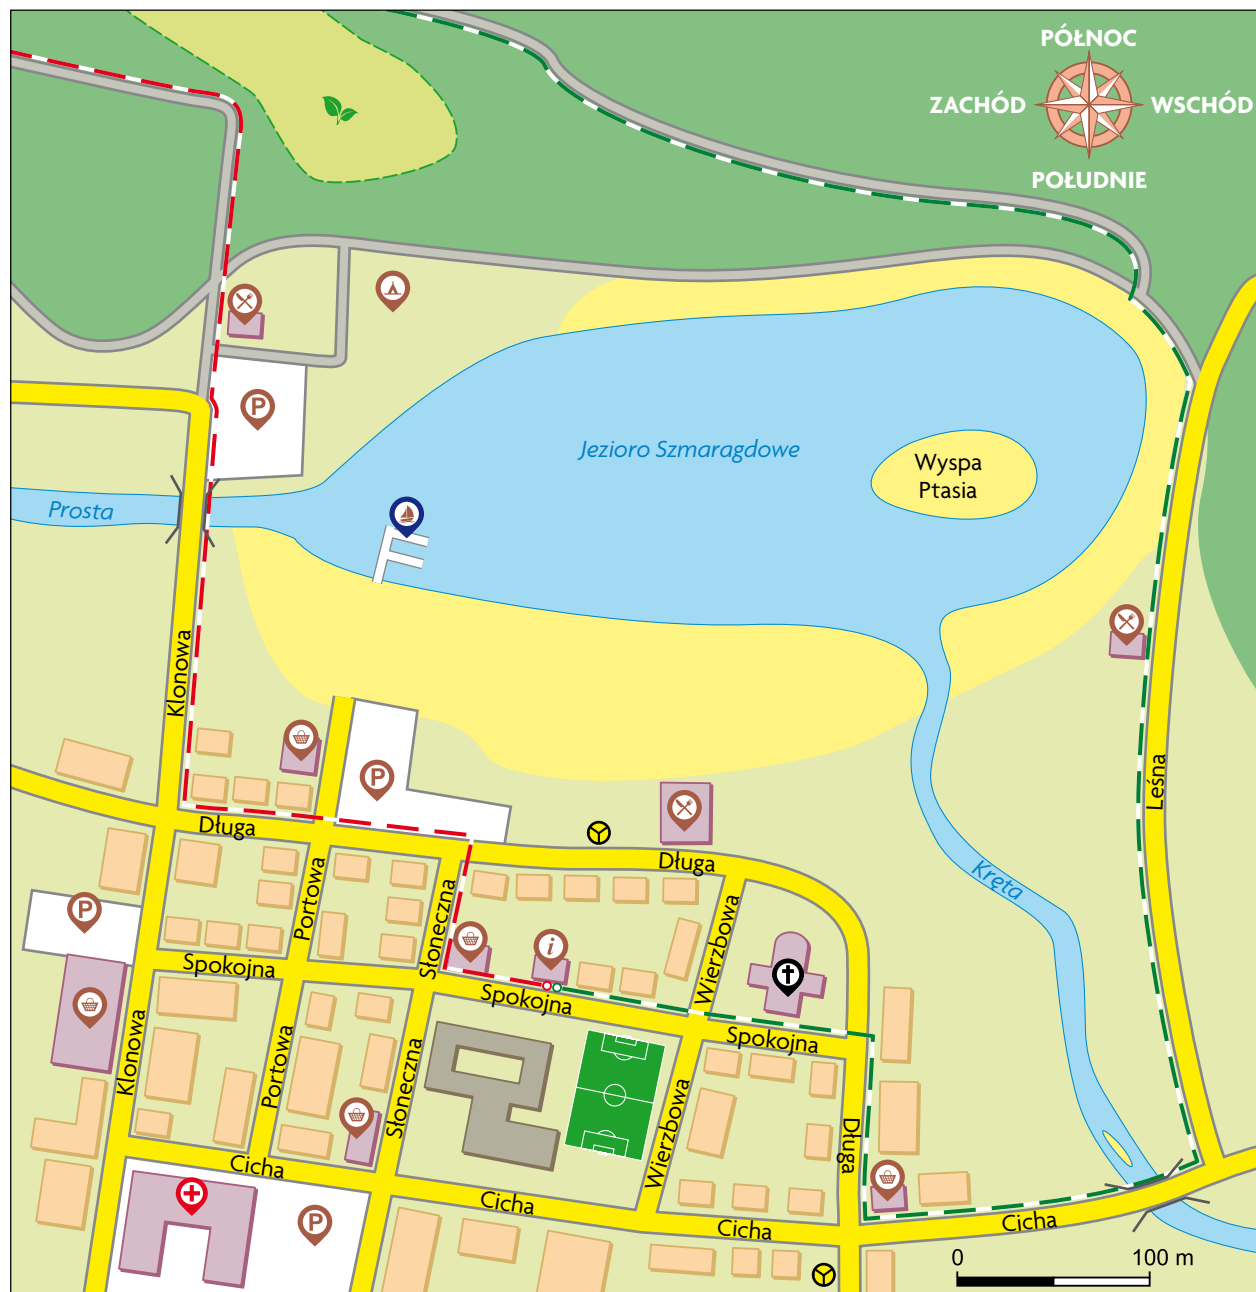 PÓŁNOC
ZACHÓD
WSCHÓD
POŁUDNIE
P
Jezioro Szmaragdowe
Wyspa
Ptasia
Prosta
Klonowa
Leśna
P
Długa
Długa
Kręta
P
Portowa
Słoneczna
Wierzbowa
i
Spokojna
Spokojna
Spokojna
Klonowa
Portowa
Słoneczna
Wierzbowa
Długa
Cicha
Cicha
Cicha
Cicha
P
0
100 m